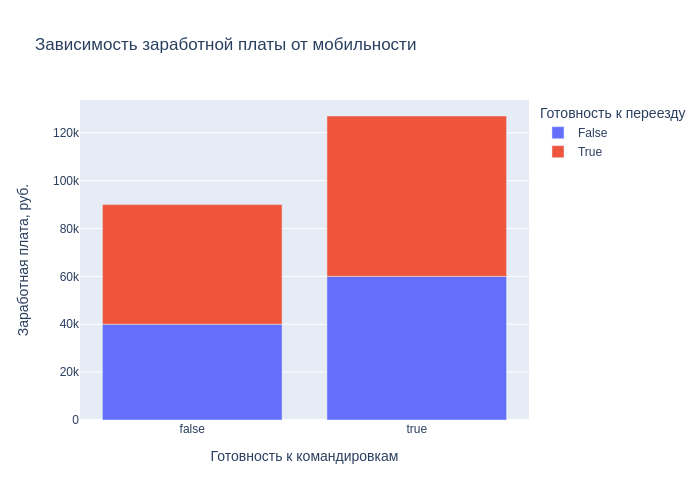 Зависимость заработной платы от мобильности
Готовность к переезду
False
True
Заработная плата, руб.
120k
100k
80k
60k
40k
20k
0
false
true
Готовность к командировкам